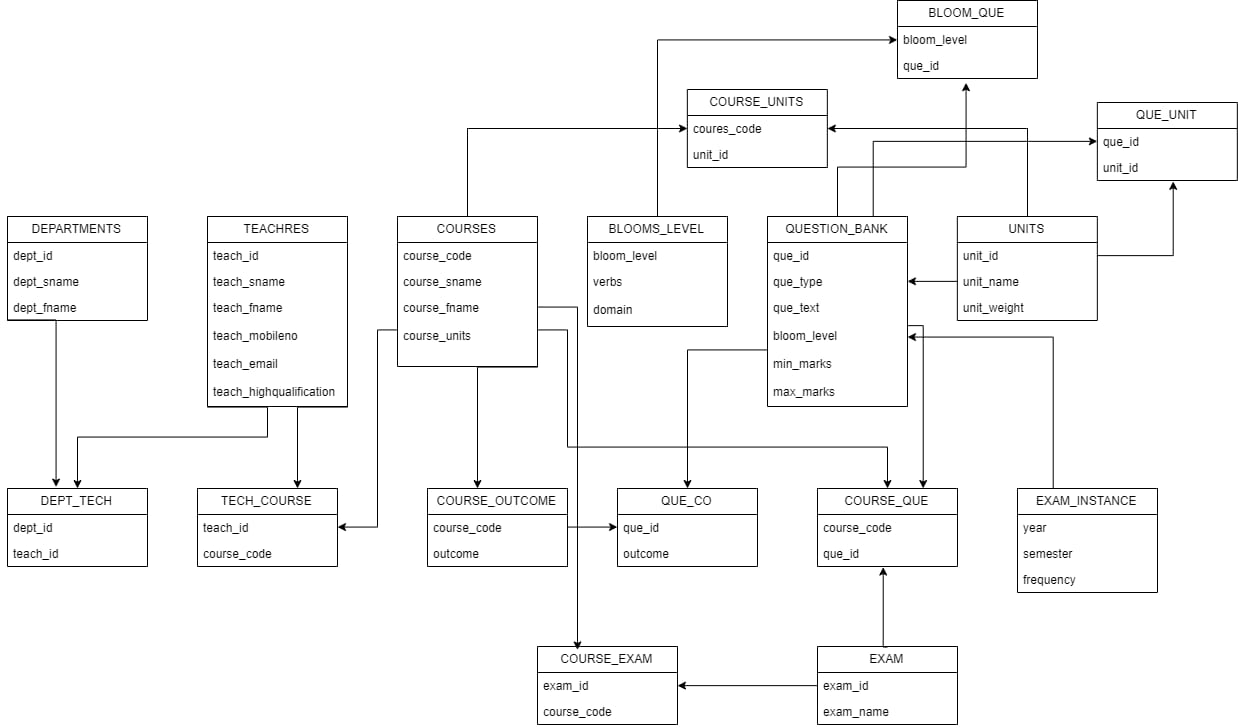 BLOOM_QUE
bloom_level
que_id
COURSE_UNITS
coures_code
unit_id
QUE_UNIT
que_id
unit_id
DEPARTMENTS
dept_id
dept_sname
dept_fname
TEACHRES
teach_id
teach_sname
teach_fname
teach_mobileno
teach_email
teach_highqualification
COURSES
course_code
course_sname
course_fname
course_units
BLOOMS_LEVEL
bloom_level
verbs
domain
QUESTION_BANK
que_id
que_type
que_text
bloom_level
min_marks
max_marks
UNITS
unit_id
unit_name
unit_weight
DEPT_TECH
dept_id
teach_id
TECH_COURSE
teach_id
course_code
COURSE_OUTCOME
course_code
outcome
QUE_CO
que_id
outcome
COURSE_QUE
course_code
que_id
EXAM_INSTANCE
year
semester
frequency
COURSE_EXAM
exam_id
course_code
EXAM
exam_id
exam_name